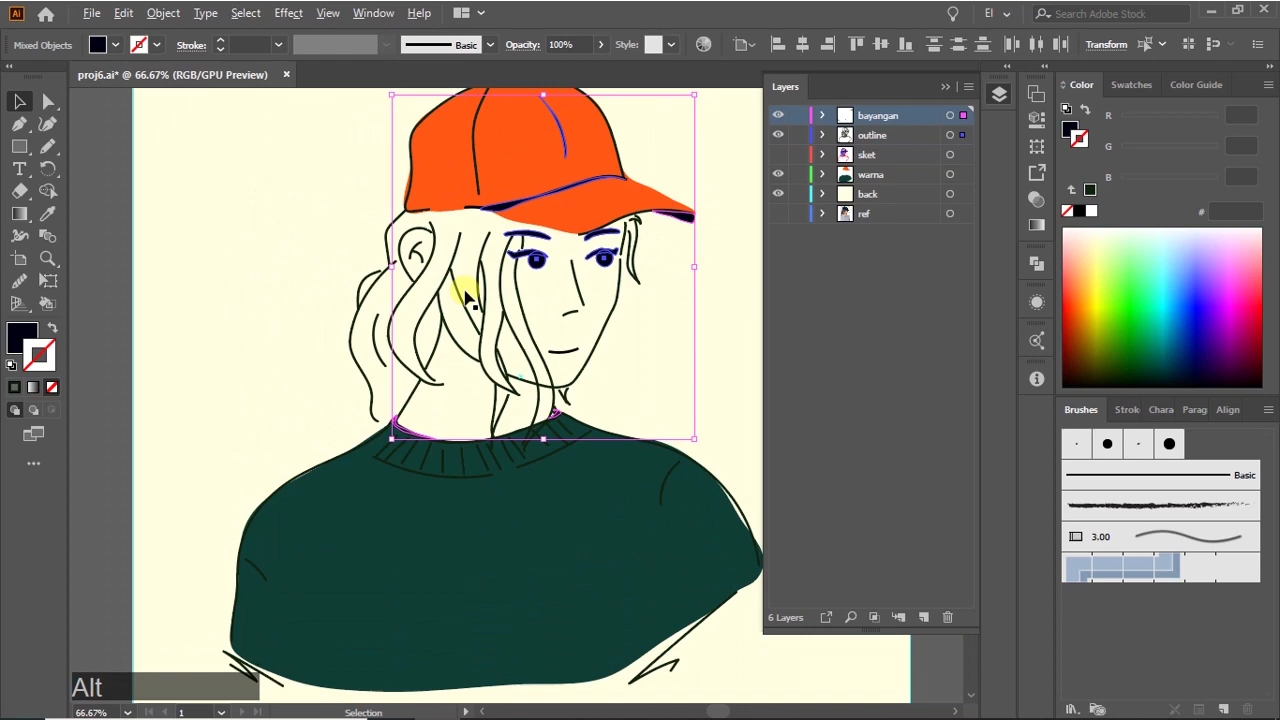 Ai File Edit Object Type Select Effect View Window Help El Search Adobe Stock
Mixed Objects Stroke: Basic Opacity: 100% Style: Transform
proj6.ai* @ 66.67% (RGB/GPU Preview)
Layers
bayangan
outline
sket
warna
back
ref
6 Layers
Color Swatches Color Guide
R
G
B
#
Brushes Strok Chara Parag Align
Basic
3.00
Alt
66.67% 1 Selection